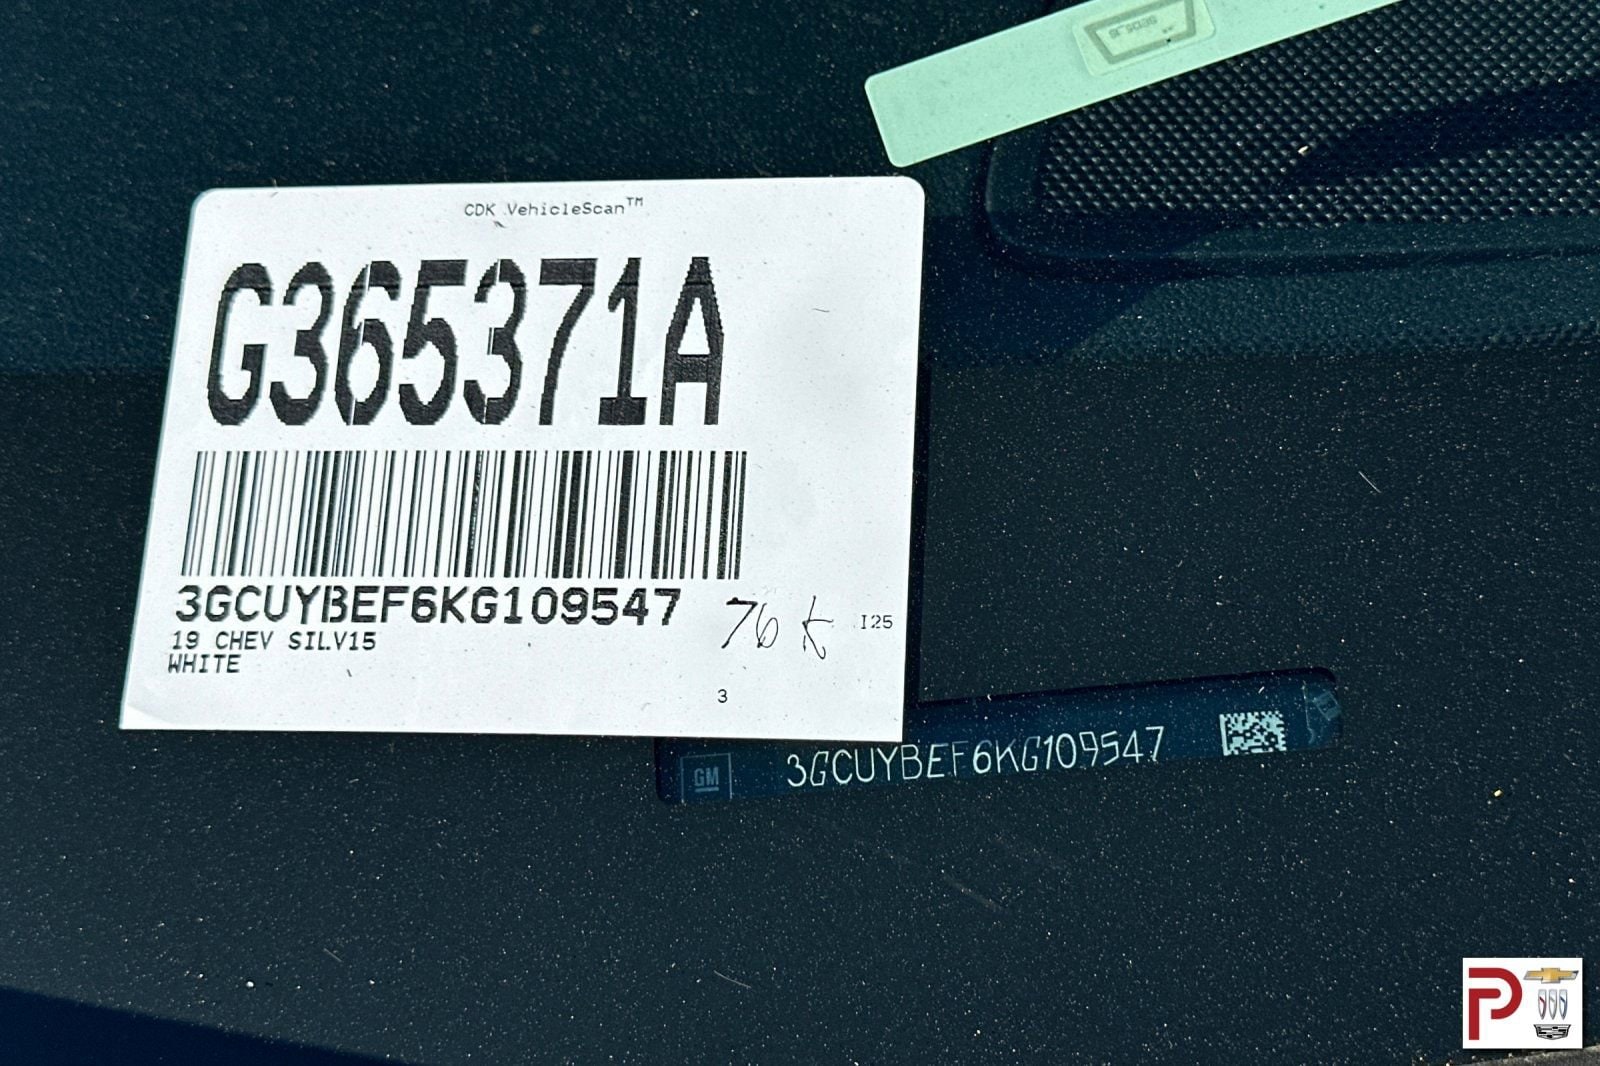 CDK VehicleScan™
G365371A
3GCUYBEF6KG109547
19 CHEV SILV15
WHITE
76 k
I25
3
GM
3GCUYBEF6KG109547
P